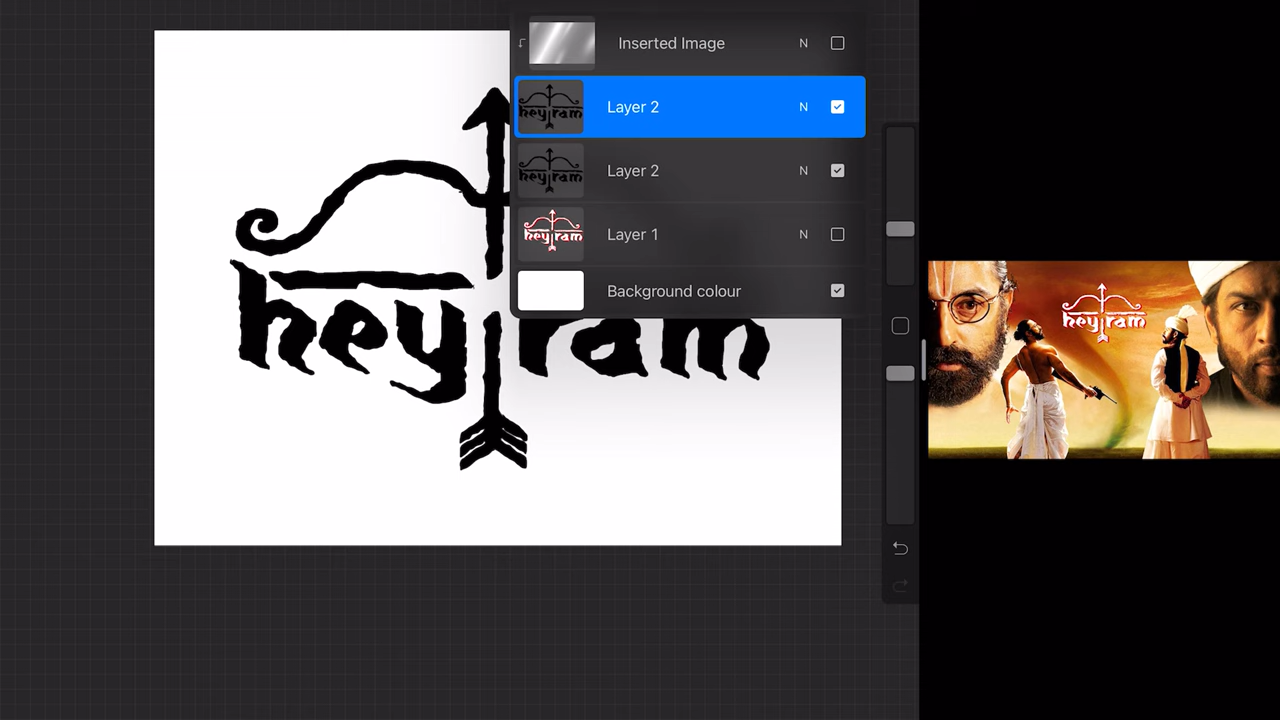 Inserted Image N
Layer 2 N
Layer 2 N
Layer 1 N
Background colour
hey ram
hey ram